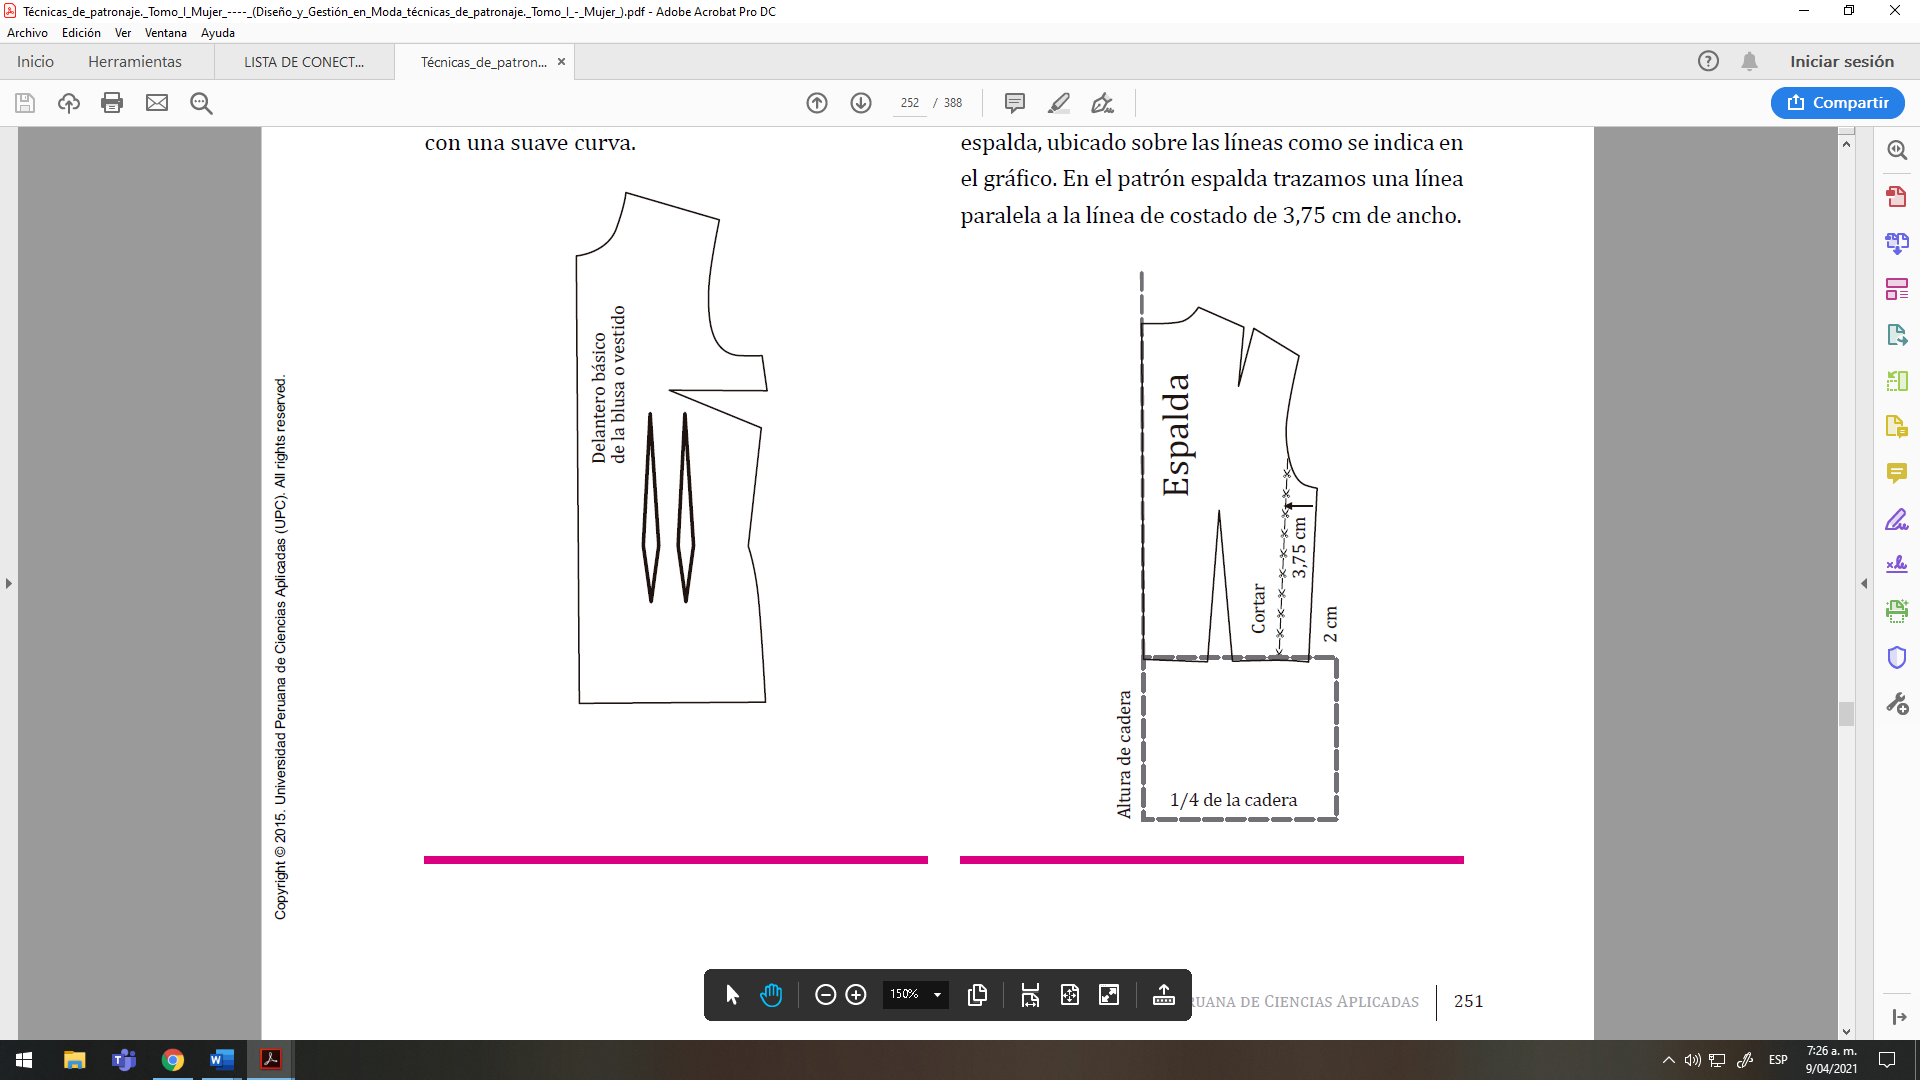 Técnicas_de_patronaje._Tomo_I_Mujer_----_(Diseño_y_Gestión_en_Moda_técnicas_de_patronaje._Tomo_I_-_Mujer_).pdf - Adobe Acrobat Pro DC
Archivo Edición Ver Ventana Ayuda
Inicio Herramientas LISTA DE CONECT... Técnicas_de_patron... × Iniciar sesión
252 / 388 Compartir
con una suave curva.
Delantero básico
de la blusa o vestido
espalda, ubicado sobre las líneas como se indica en
el gráfico. En el patrón espalda trazamos una línea
paralela a la línea de costado de 3,75 cm de ancho.
Espalda
Cortar
3,75 cm
2 cm
Altura de cadera
1/4 de la cadera
Copyright © 2015. Universidad Peruana de Ciencias Aplicadas (UPC). All rights reserved.
150%
RUANA DE CIENCIAS APLICADAS 251
ESP
7:26 a. m.
9/04/2021